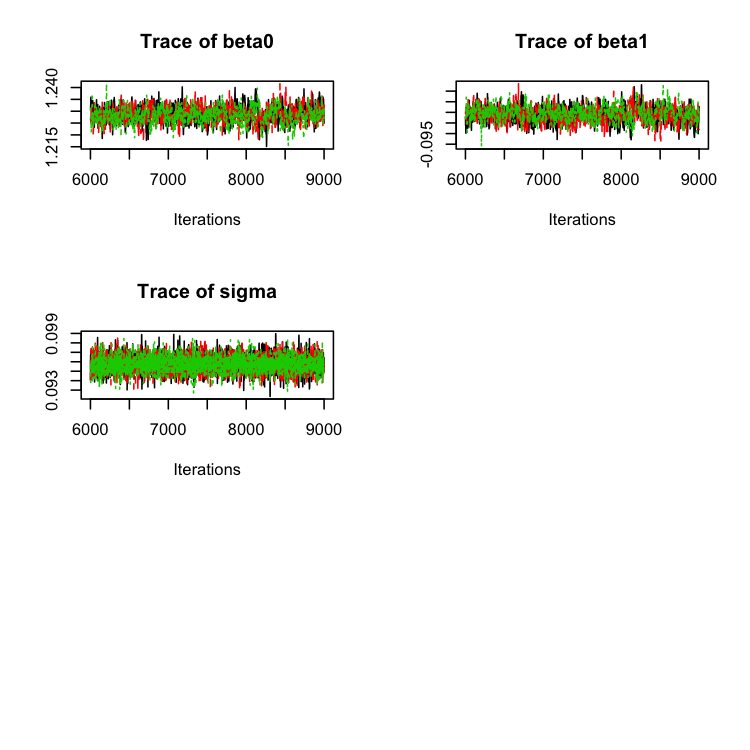 Trace of beta0
1.240
1.215
6000 7000 8000 9000
Iterations
Trace of beta1
-0.095
6000 7000 8000 9000
Iterations
Trace of sigma
0.099
0.093
6000 7000 8000 9000
Iterations